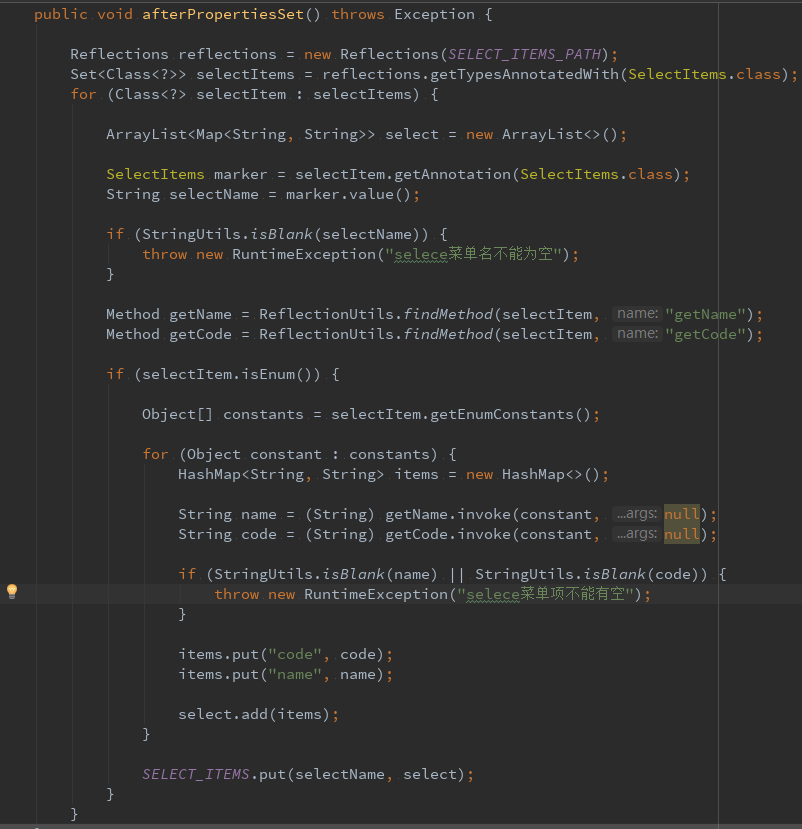 public void afterPropertiesSet() throws Exception {
Reflections reflections = new Reflections(SELECT_ITEMS_PATH);
Set<Class<?>> selectItems = reflections.getTypesAnnotatedWith(SelectItems.class);
for (Class<?> selectItem : selectItems) {
ArrayList<Map<String, String>> select = new ArrayList<>();
SelectItems marker = selectItem.getAnnotation(SelectItems.class);
String selectName = marker.value();
if (StringUtils.isBlank(selectName)) {
throw new RuntimeException("selece菜单名不能为空");
}
Method getName = ReflectionUtils.findMethod(selectItem, name: "getName");
Method getCode = ReflectionUtils.findMethod(selectItem, name: "getCode");
if (selectItem.isEnum()) {
Object[] constants = selectItem.getEnumConstants();
for (Object constant : constants) {
HashMap<String, String> items = new HashMap<>();
String name = (String) getName.invoke(constant, ...args: null);
String code = (String) getCode.invoke(constant, ...args: null);
if (StringUtils.isBlank(name) || StringUtils.isBlank(code)) {
throw new RuntimeException("selece菜单项不能有空");
}
items.put("code", code);
items.put("name", name);
select.add(items);
}
SELECT_ITEMS.put(selectName, select);
}
}